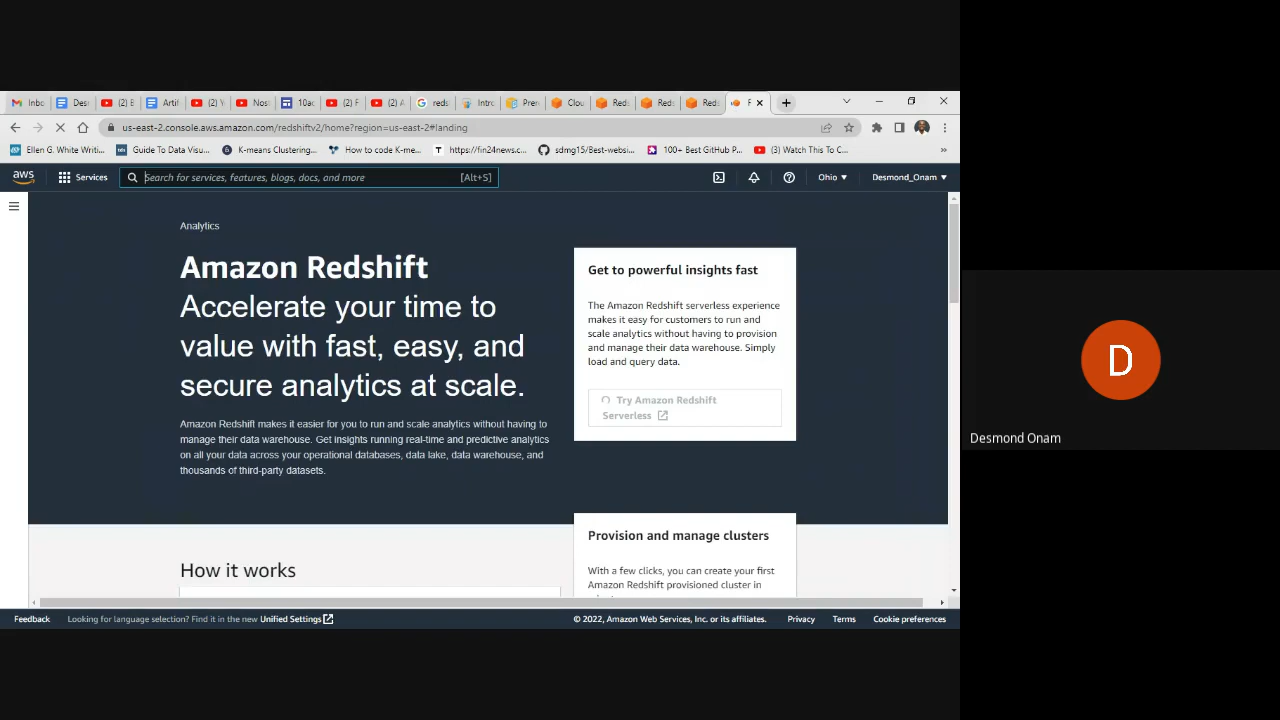 Inbo
Desi
(2) E
Artif
(2) Y
Nos
10ac
(2) F
(2) A
reds
Intro
Pren
Clou
Reds
Reds
Reds
us-east-2.console.aws.amazon.com/redshiftv2/home?region=us-east-2#landing
Ellen G. White Writi...
Guide To Data Visu...
K-means Clustering...
How to code K-me...
https://fin24news.c...
sdmg15/Best-websi...
100+ Best GitHub P...
(3) Watch This To C...
aws
Services
Search for services, features, blogs, docs, and more
[Alt+S]
Ohio
Desmond_Onam
Analytics
Amazon Redshift
Accelerate your time to
value with fast, easy, and
secure analytics at scale.
Amazon Redshift makes it easier for you to run and scale analytics without having to
manage their data warehouse. Get insights running real-time and predictive analytics
on all your data across your operational databases, data lake, data warehouse, and
thousands of third-party datasets.
Get to powerful insights fast
The Amazon Redshift serverless experience
makes it easy for customers to run and
scale analytics without having to provision
and manage their data warehouse. Simply
load and query data.
Try Amazon Redshift
Serverless
Provision and manage clusters
With a few clicks, you can create your first
Amazon Redshift provisioned cluster in
How it works
D
Desmond Onam
Feedback
Looking for language selection? Find it in the new Unified Settings
© 2022, Amazon Web Services, Inc. or its affiliates.
Privacy
Terms
Cookie preferences